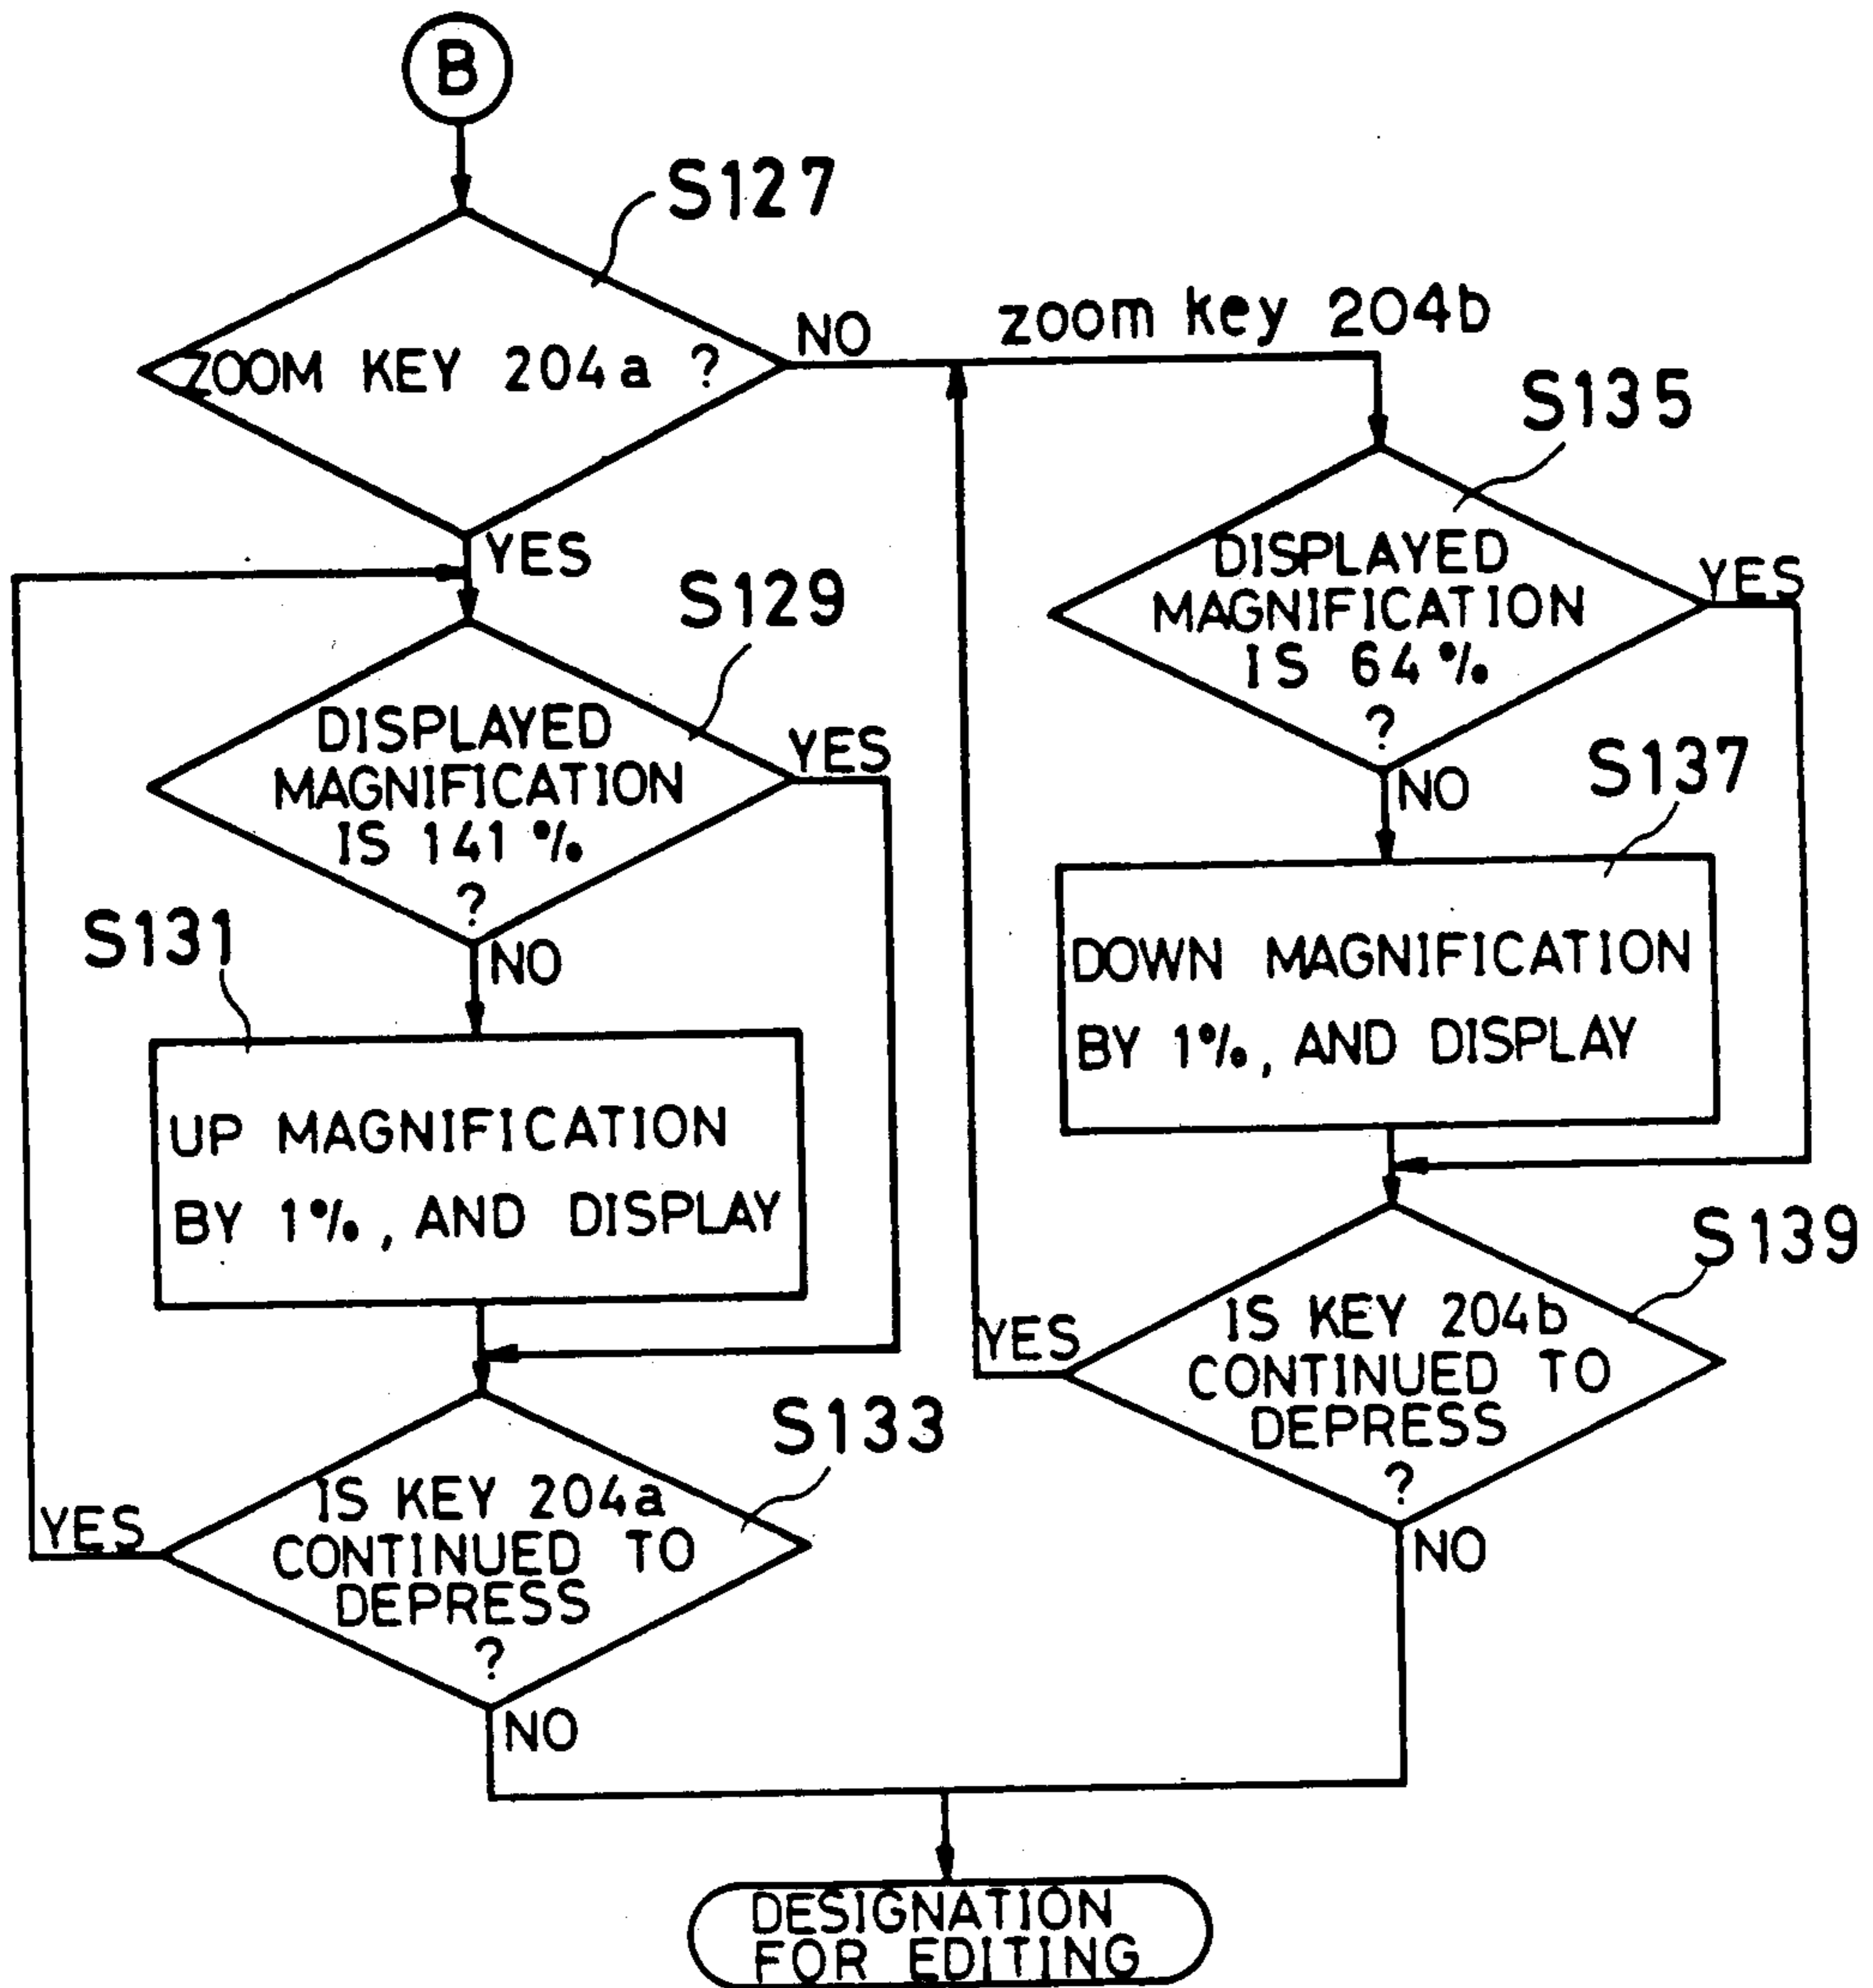 B
S127
ZOOM KEY 204a ?
NO
zoom key 204b
YES
S135
DISPLAYED
MAGNIFICATION
IS 64%
?
YES
NO
S129
DISPLAYED
MAGNIFICATION
IS 141%
?
YES
NO
S131
UP MAGNIFICATION
BY 1%, AND DISPLAY
S137
DOWN MAGNIFICATION
BY 1%, AND DISPLAY
S133
IS KEY 204a
CONTINUED TO
DEPRESS
?
YES
NO
S139
IS KEY 204b
CONTINUED TO
DEPRESS
?
YES
NO
DESIGNATION
FOR EDITING